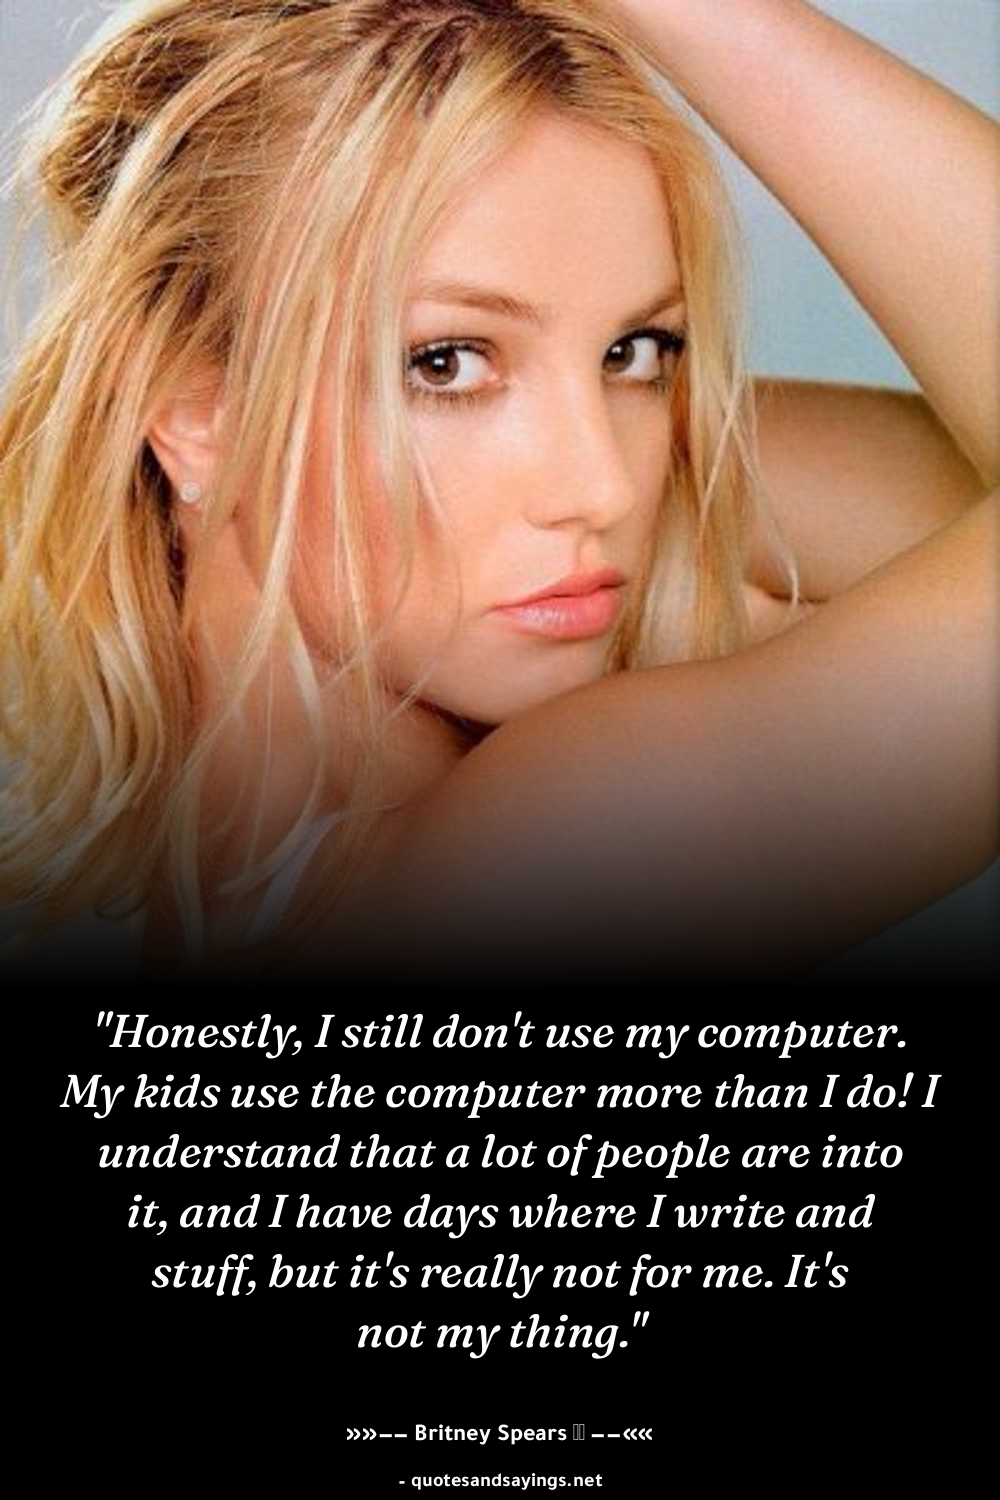 "Honestly, I still don't use my computer.
My kids use the computer more than I do! I
understand that a lot of people are into
it, and I have days where I write and
stuff, but it's really not for me. It's
not my thing."
»»–– Britney Spears ––««
- quotesandsayings.net